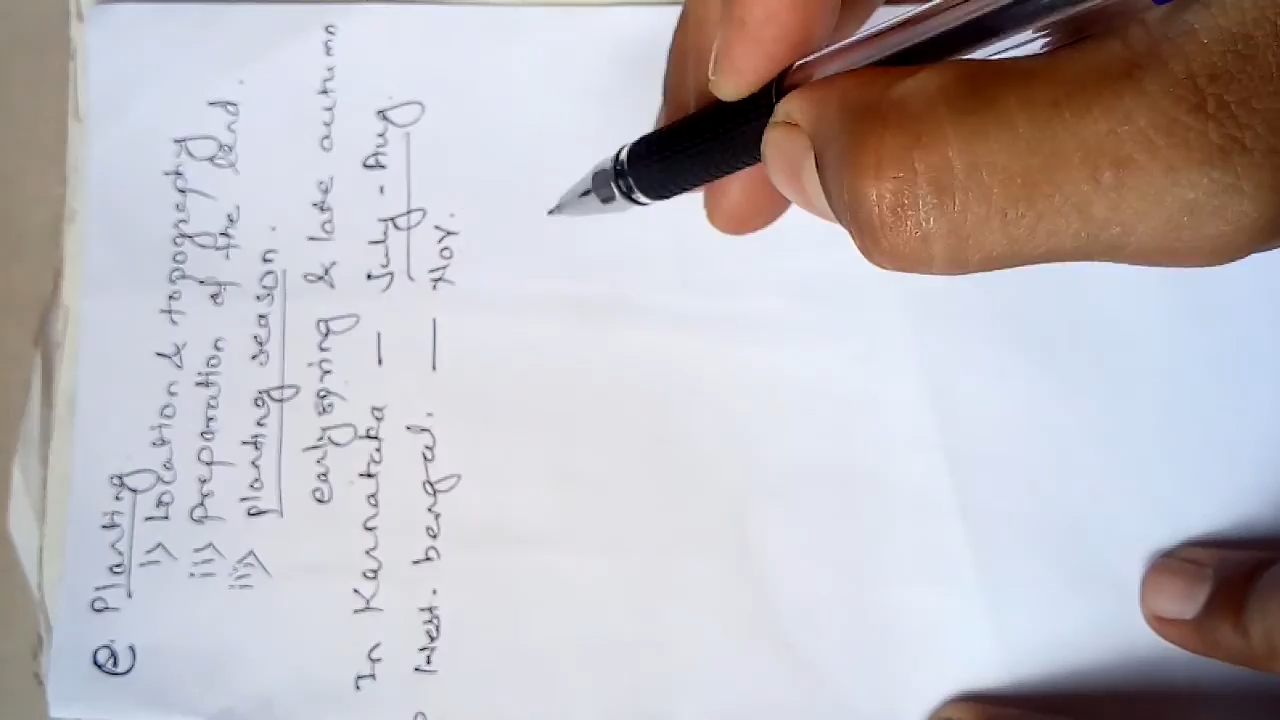 e. Planting
i> Location & topography
ii> preparation of the land.
iii> planting season.
early spring & late autumn
In Karnataka — July - Aug.
West. bengal. — Nov.